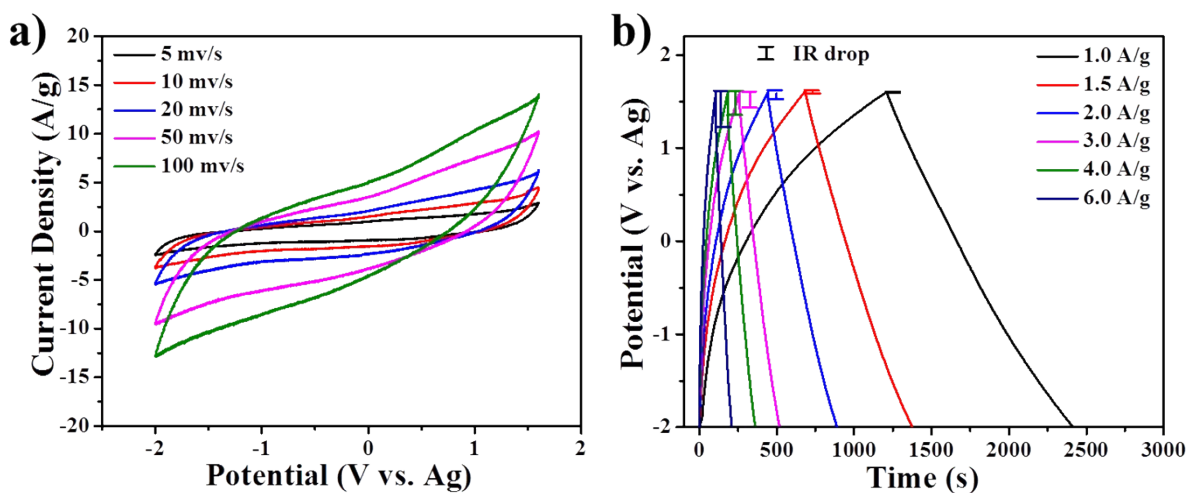 a)
25
20
15
10
5
0
-5
-10
-15
-20
Current Density (A/g)
5 mv/s
10 mv/s
20 mv/s
50 mv/s
100 mv/s
-2
-1
0
1
2
Potential (V vs. Ag)
b)
2
1
0
-1
-2
Potential (V vs. Ag)
IR drop
1.0 A/g
1.5 A/g
2.0 A/g
3.0 A/g
4.0 A/g
6.0 A/g
0
500
1000
1500
2000
2500
3000
Time (s)